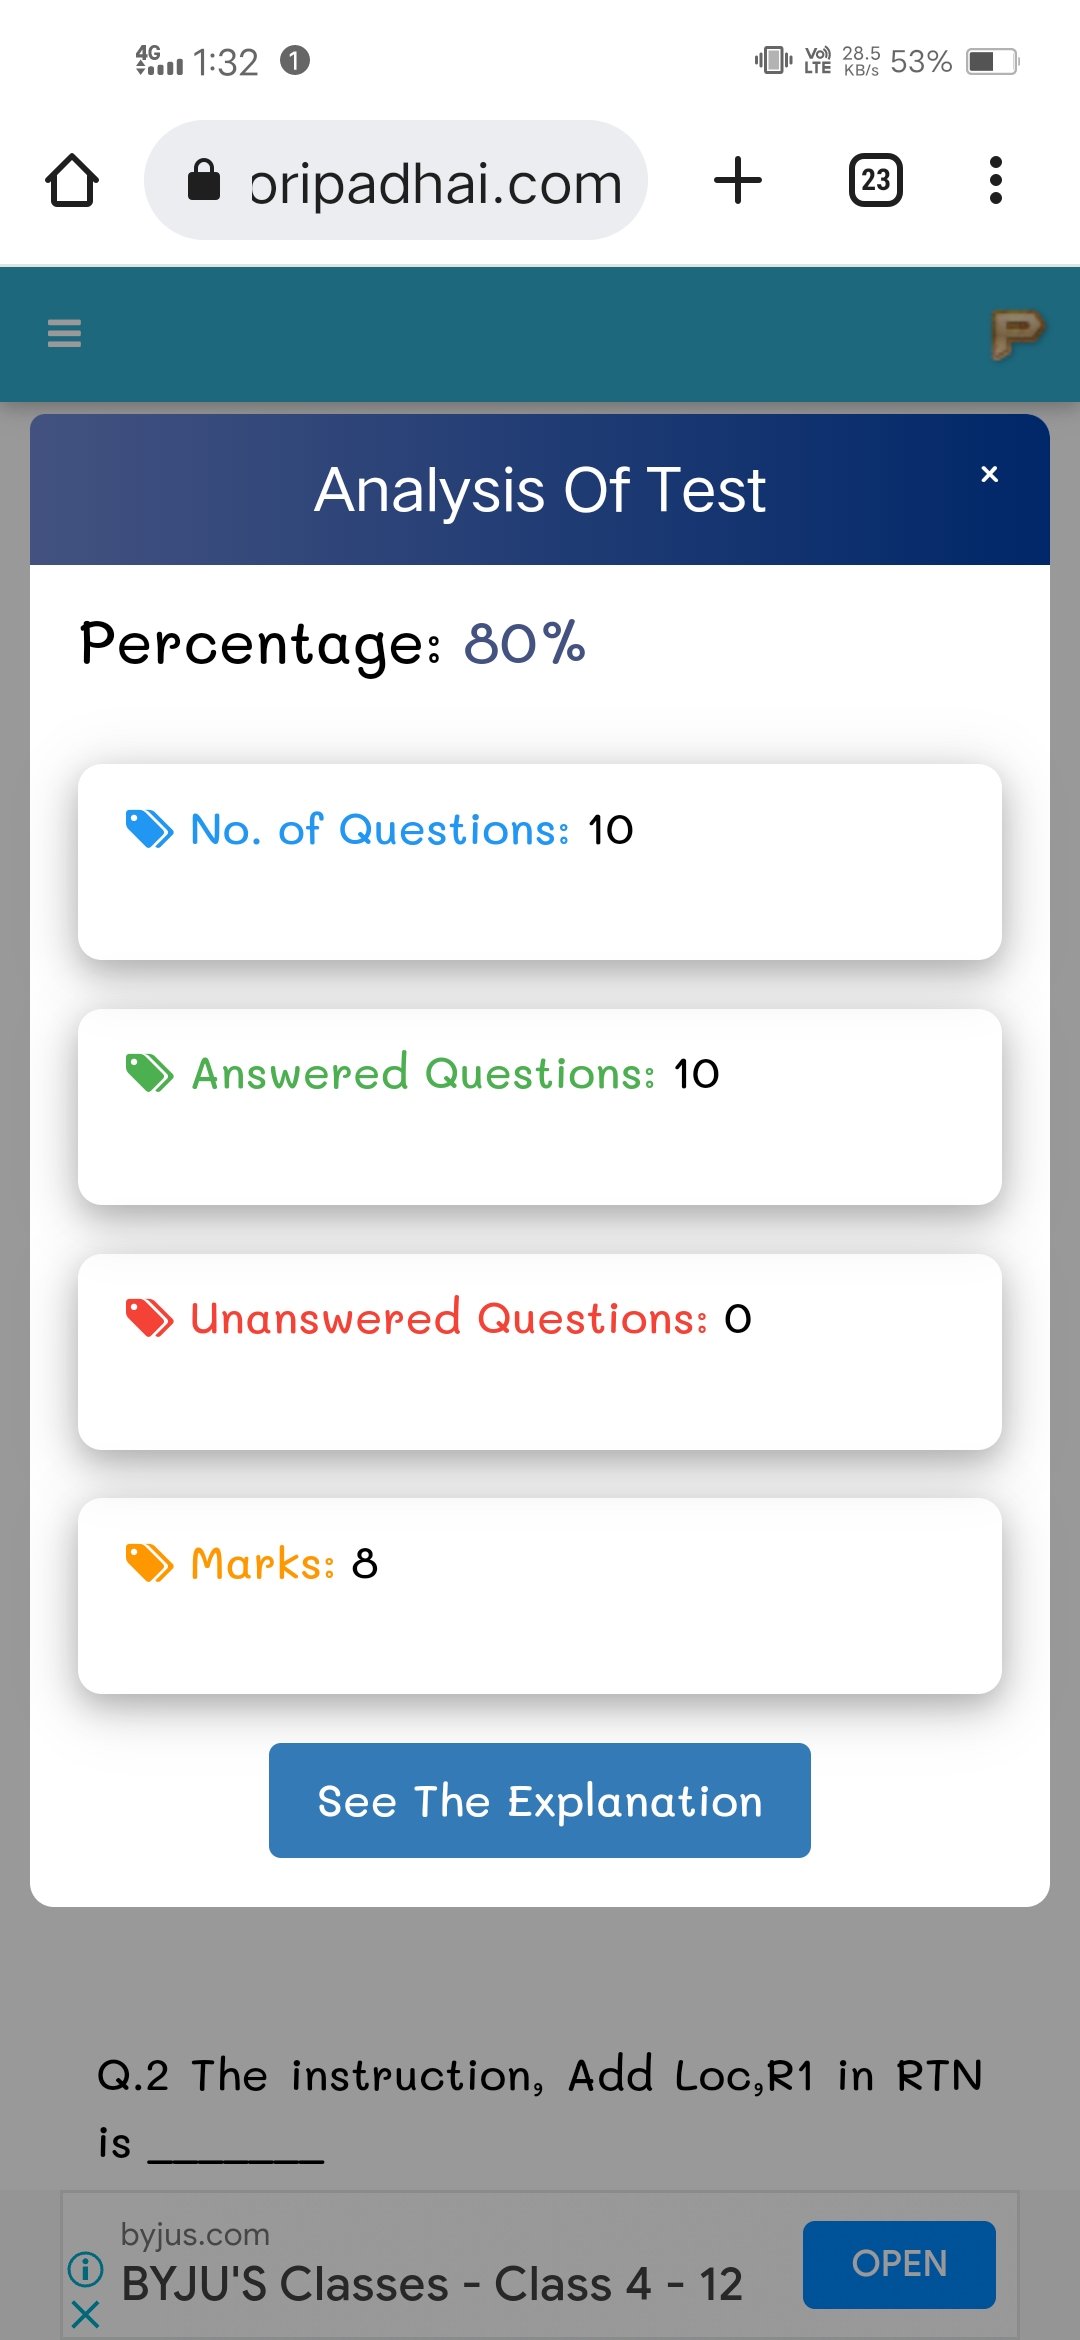 4G 1:32 1 Vo)) LTE 28.5 KB/s 53%
oripadhai.com 23
P
Analysis Of Test ×
Percentage: 80%
No. of Questions: 10
Answered Questions: 10
Unanswered Questions: 0
Marks: 8
See The Explanation
Q.2 The instruction, Add Loc,R1 in RTN
is _______
byjus.com
BYJU'S Classes - Class 4 - 12
OPEN